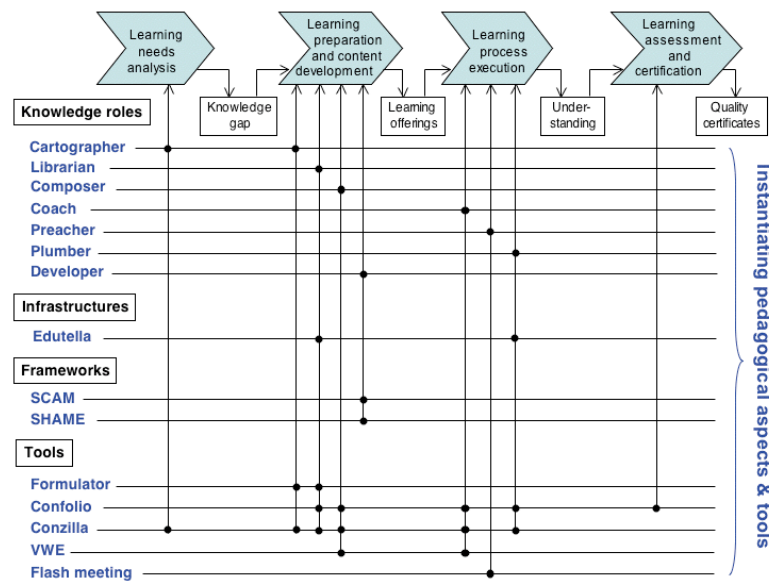 Learning
needs
analysis
Learning
preparation
and content
development
Learning
process
execution
Learning
assessment
and
certification
Knowledge
gap
Learning
offerings
Under-
standing
Quality
certificates
Knowledge roles
Cartographer
Librarian
Composer
Coach
Preacher
Plumber
Developer
Infrastructures
Edutella
Frameworks
SCAM
SHAME
Tools
Formulator
Confolio
Conzilla
VWE
Flash meeting
Instantiating pedagogical aspects & tools